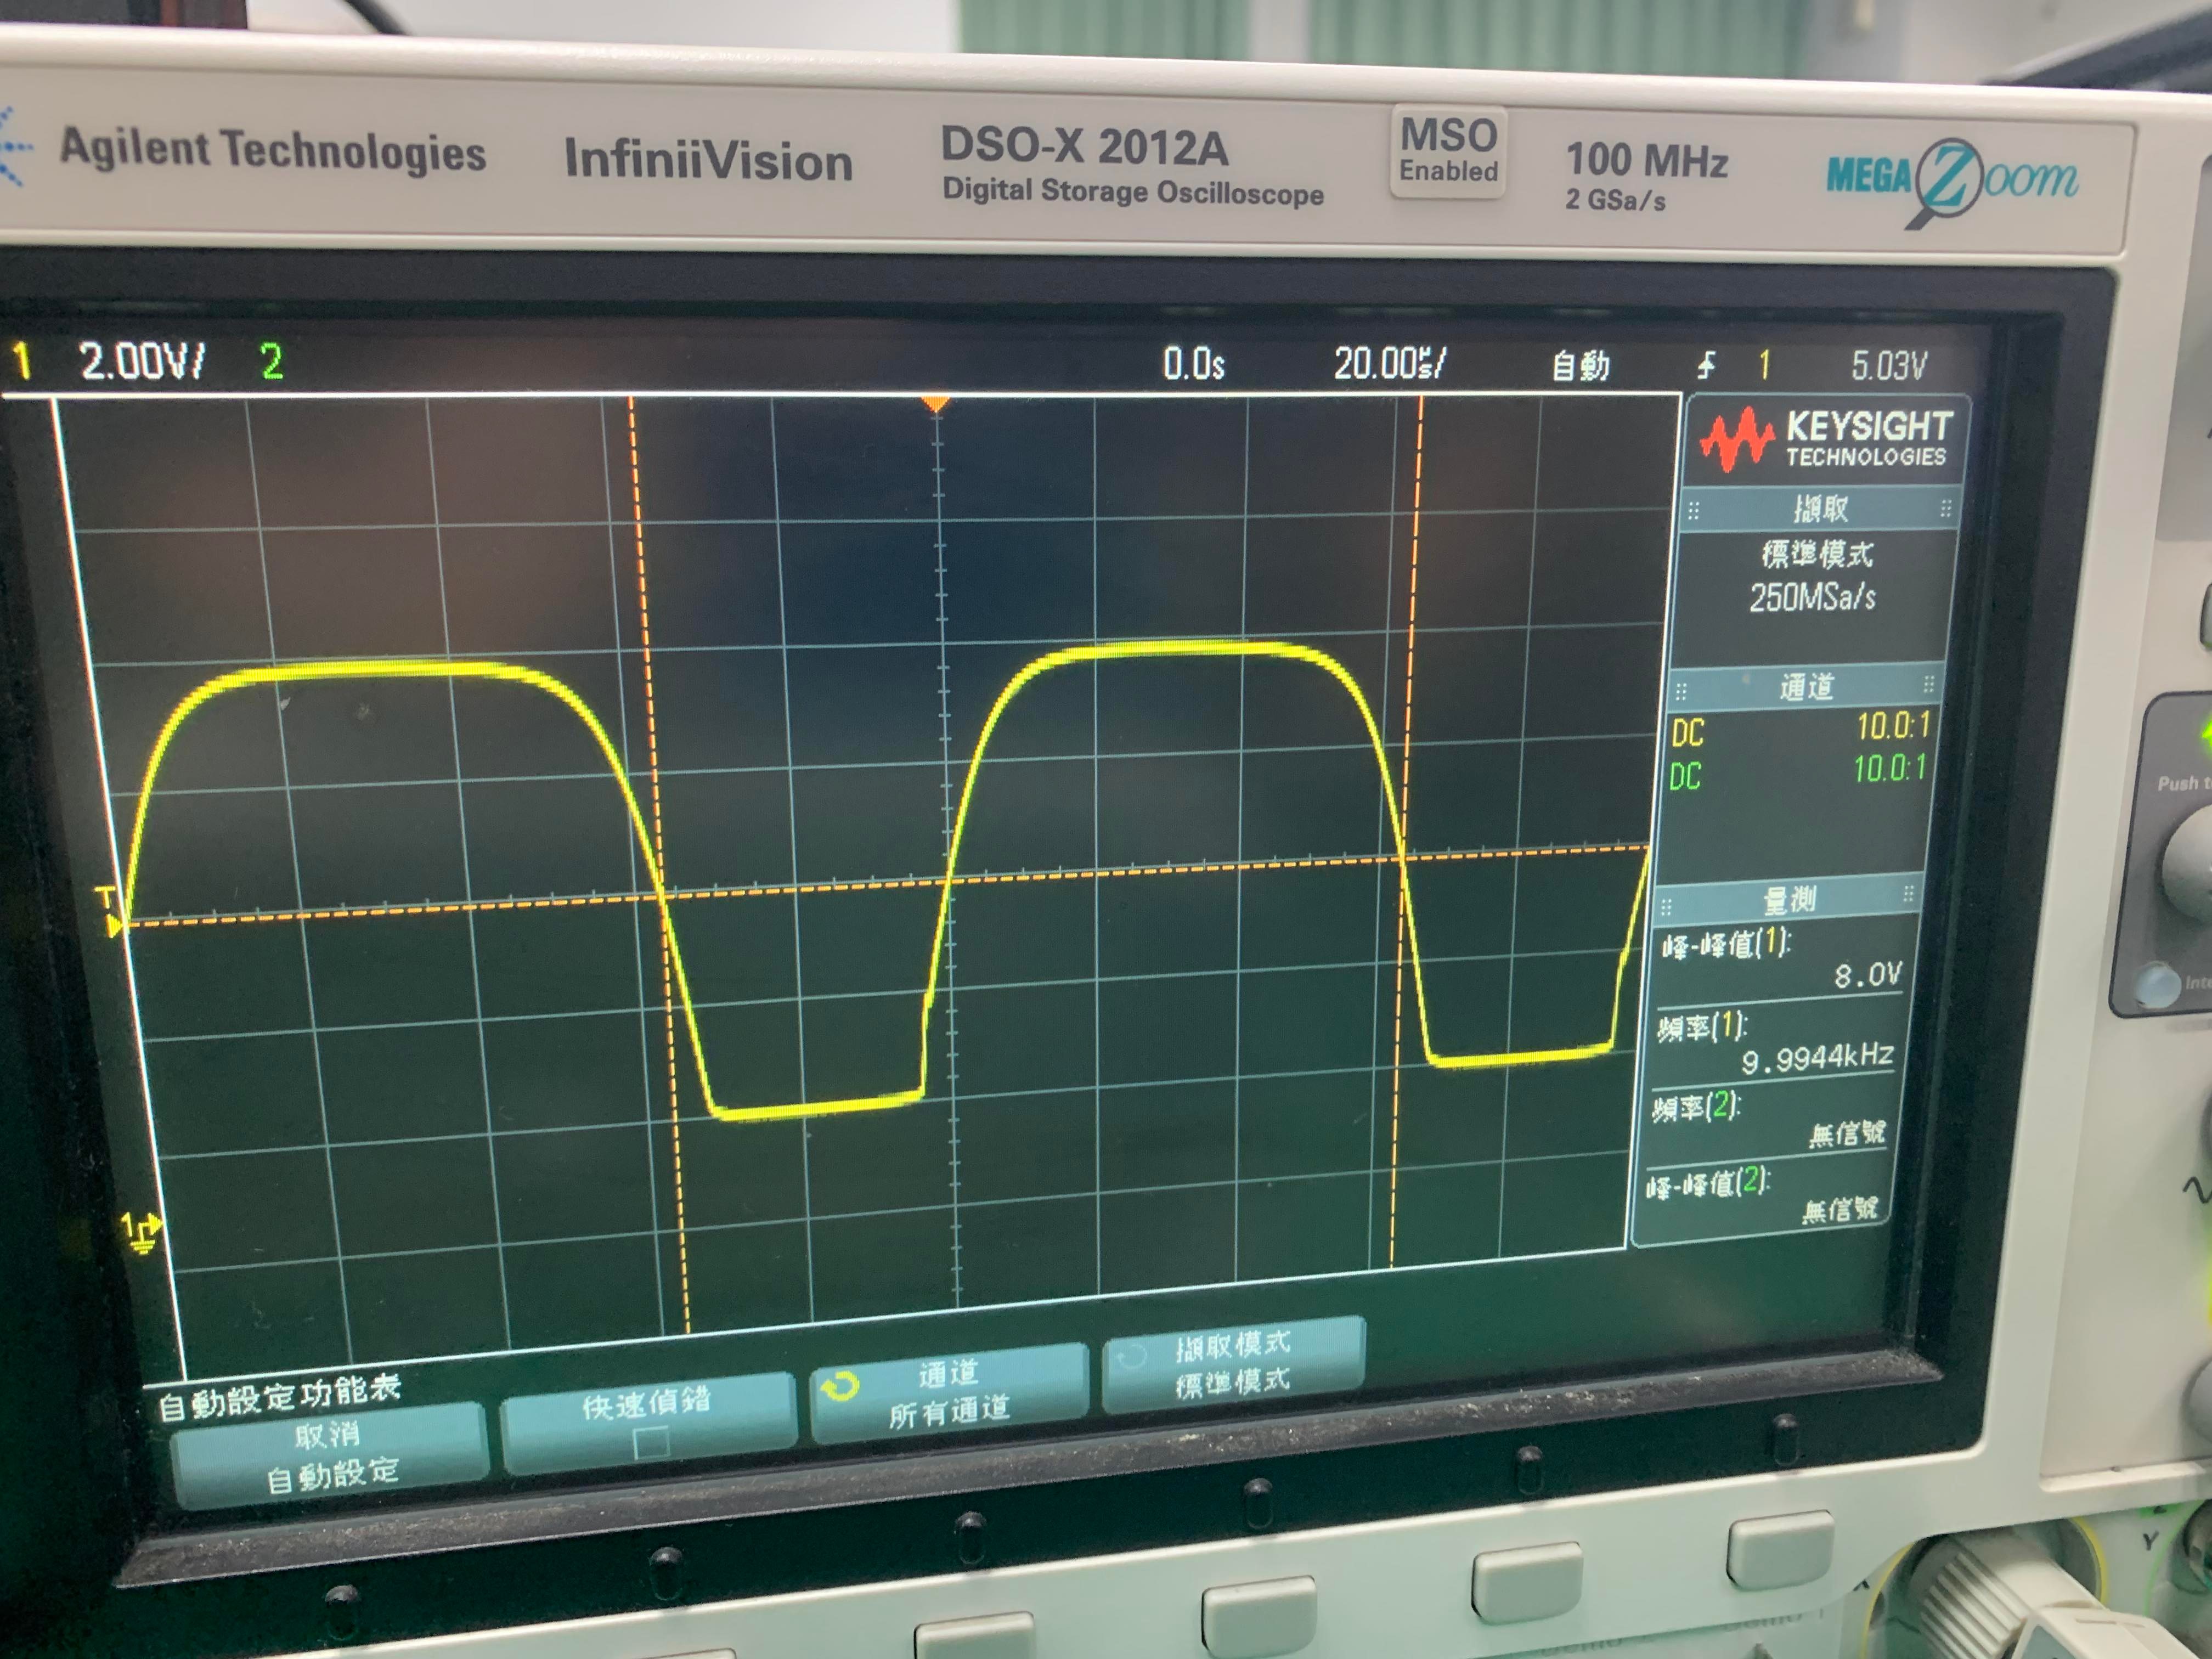 Agilent Technologies
InfiniiVision
DSO-X 2012A
Digital Storage Oscilloscope
MSO
Enabled
100 MHz
2 GSa/s
MEGA Zoom
1 2.00V/ 2 0.0s 20.00µs/ 自動 1 5.03V
KEYSIGHT
TECHNOLOGIES
擷取
標準模式
250MSa/s
通道
DC 10.0:1
DC 10.0:1
Push
量測
峰-峰值(1):
8.0V
頻率(1):
9.9944kHz
頻率(2):
無信號
峰-峰值(2):
無信號
T
1
自動設定功能表
取消
自動設定
快速偵錯
通道
所有通道
擷取模式
標準模式
Y